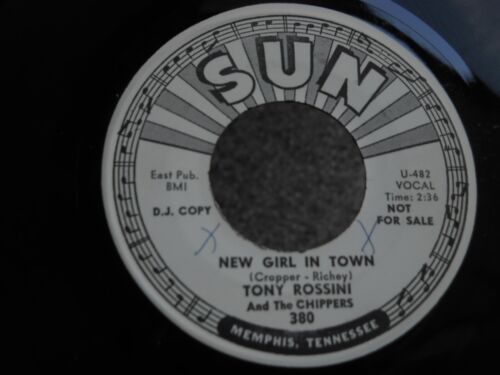 SUN
East Pub.
BMI
D.J. COPY
U-482
VOCAL
Time: 2:36
NOT
FOR SALE
X
X
NEW GIRL IN TOWN
(Cropper - Richey)
TONY ROSSINI
And The CHIPPERS
380
MEMPHIS, TENNESSEE